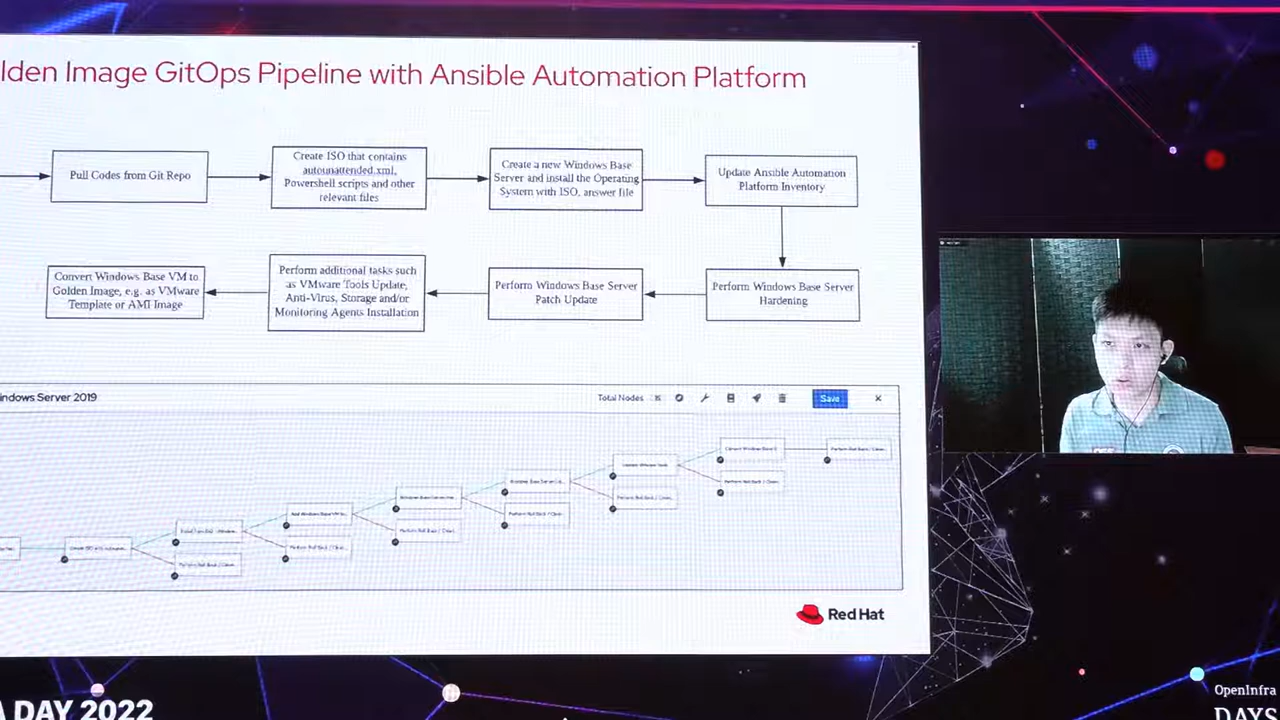 lden Image GitOps Pipeline with Ansible Automation Platform
Pull Codes from Git Repo
Create ISO that contains
autounattended.xml,
Powershell scripts and other
relevant files
Create a new Windows Base
Server and install the Operating
System with ISO, answer file
Update Ansible Automation
Platform Inventory
Convert Windows Base VM to
Golden Image, e.g. as VMware
Template or AMI Image
Perform additional tasks such
as VMware Tools Update,
Anti-Virus, Storage and/or
Monitoring Agents Installation
Perform Windows Base Server
Patch Update
Perform Windows Base Server
Hardening
indows Server 2019
Total Nodes
Save
Red Hat
A DAY 2022
OpenInfra
DAYS